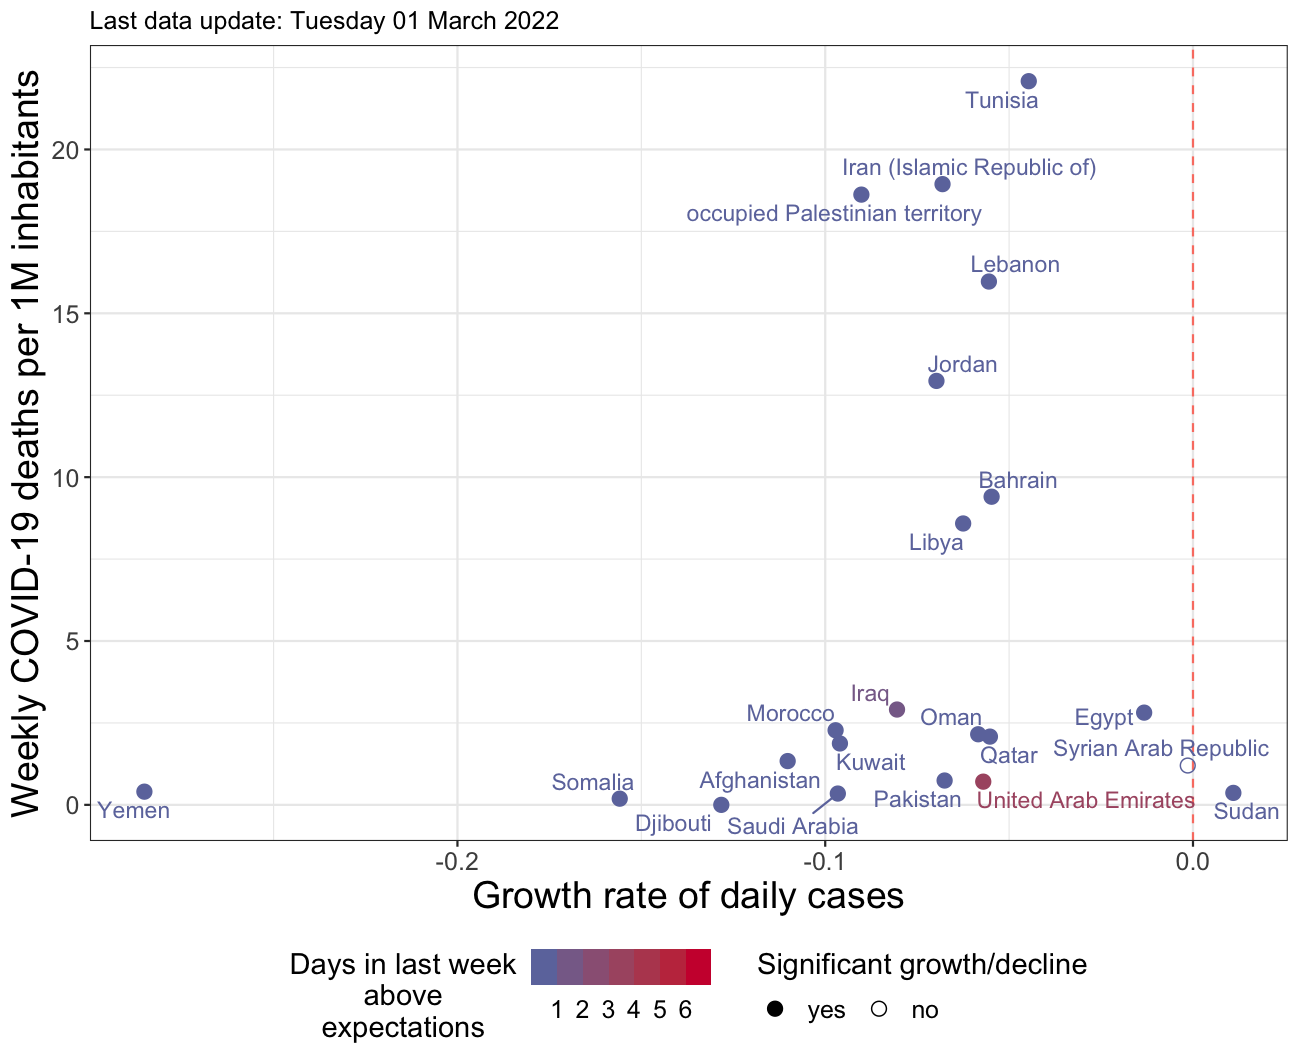 Last data update: Tuesday 01 March 2022
Weekly COVID-19 deaths per 1M inhabitants
20
15
10
5
0
Tunisia
Iran (Islamic Republic of)
occupied Palestinian territory
Lebanon
Jordan
Bahrain
Libya
Iraq
Morocco
Oman
Egypt
Syrian Arab Republic
Qatar
Kuwait
Afghanistan
Somalia
Pakistan
United Arab Emirates
Yemen
Sudan
Djibouti
Saudi Arabia
-0.2
-0.1
0.0
Growth rate of daily cases
Days in last week
above
expectations
1 2 3 4 5 6
Significant growth/decline
yes
no